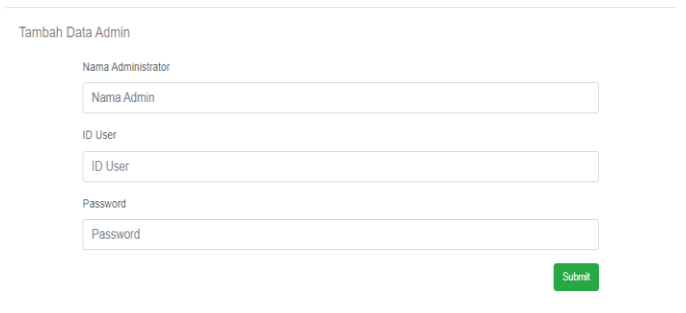 Tambah Data Admin
Nama Administrator
Nama Admin
ID User
ID User
Password
Password
Submit